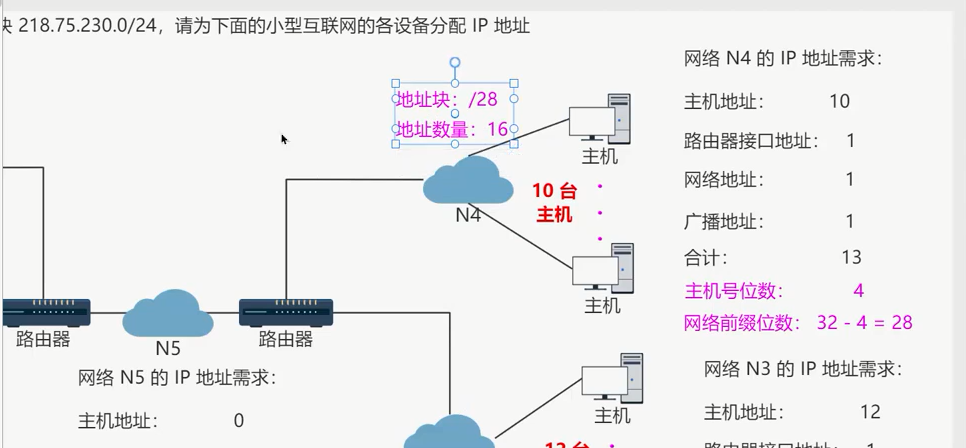 块 218.75.230.0/24，请为下面的小型互联网的各设备分配 IP 地址
地址块：/28
地址数量：16
主机
N4
10 台
主机
主机
网络 N4 的 IP 地址需求：
主机地址： 10
路由器接口地址： 1
网络地址： 1
广播地址： 1
合计： 13
主机号位数： 4
网络前缀位数： 32 - 4 = 28
路由器
N5
路由器
网络 N5 的 IP 地址需求：
主机地址： 0
主机
12 台
网络 N3 的 IP 地址需求：
主机地址： 12
路由器接口地址： 1